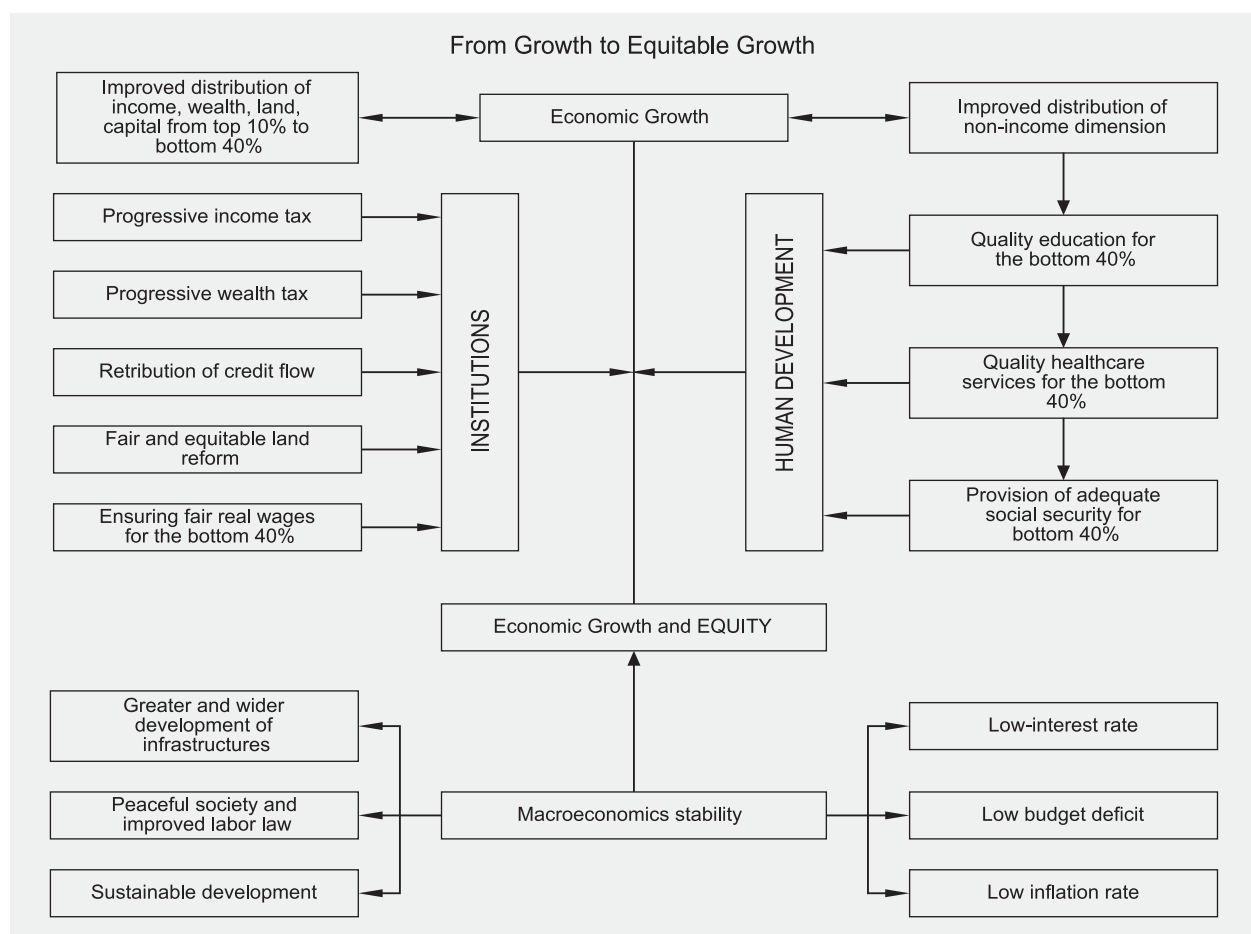 From Growth to Equitable Growth
Improved distribution of
income, wealth, land,
capital from top 10% to
bottom 40%
Economic Growth
Improved distribution of
non-income dimension
Progressive income tax
Progressive wealth tax
Retribution of credit flow
Fair and equitable land
reform
Ensuring fair real wages
for the bottom 40%
INSTITUTIONS
HUMAN DEVELOPMENT
Quality education for
the bottom 40%
Quality healthcare
services for the bottom
40%
Provision of adequate
social security for
bottom 40%
Economic Growth and EQUITY
Greater and wider
development of
infrastructures
Peaceful society and
improved labor law
Sustainable development
Macroeconomics stability
Low-interest rate
Low budget deficit
Low inflation rate